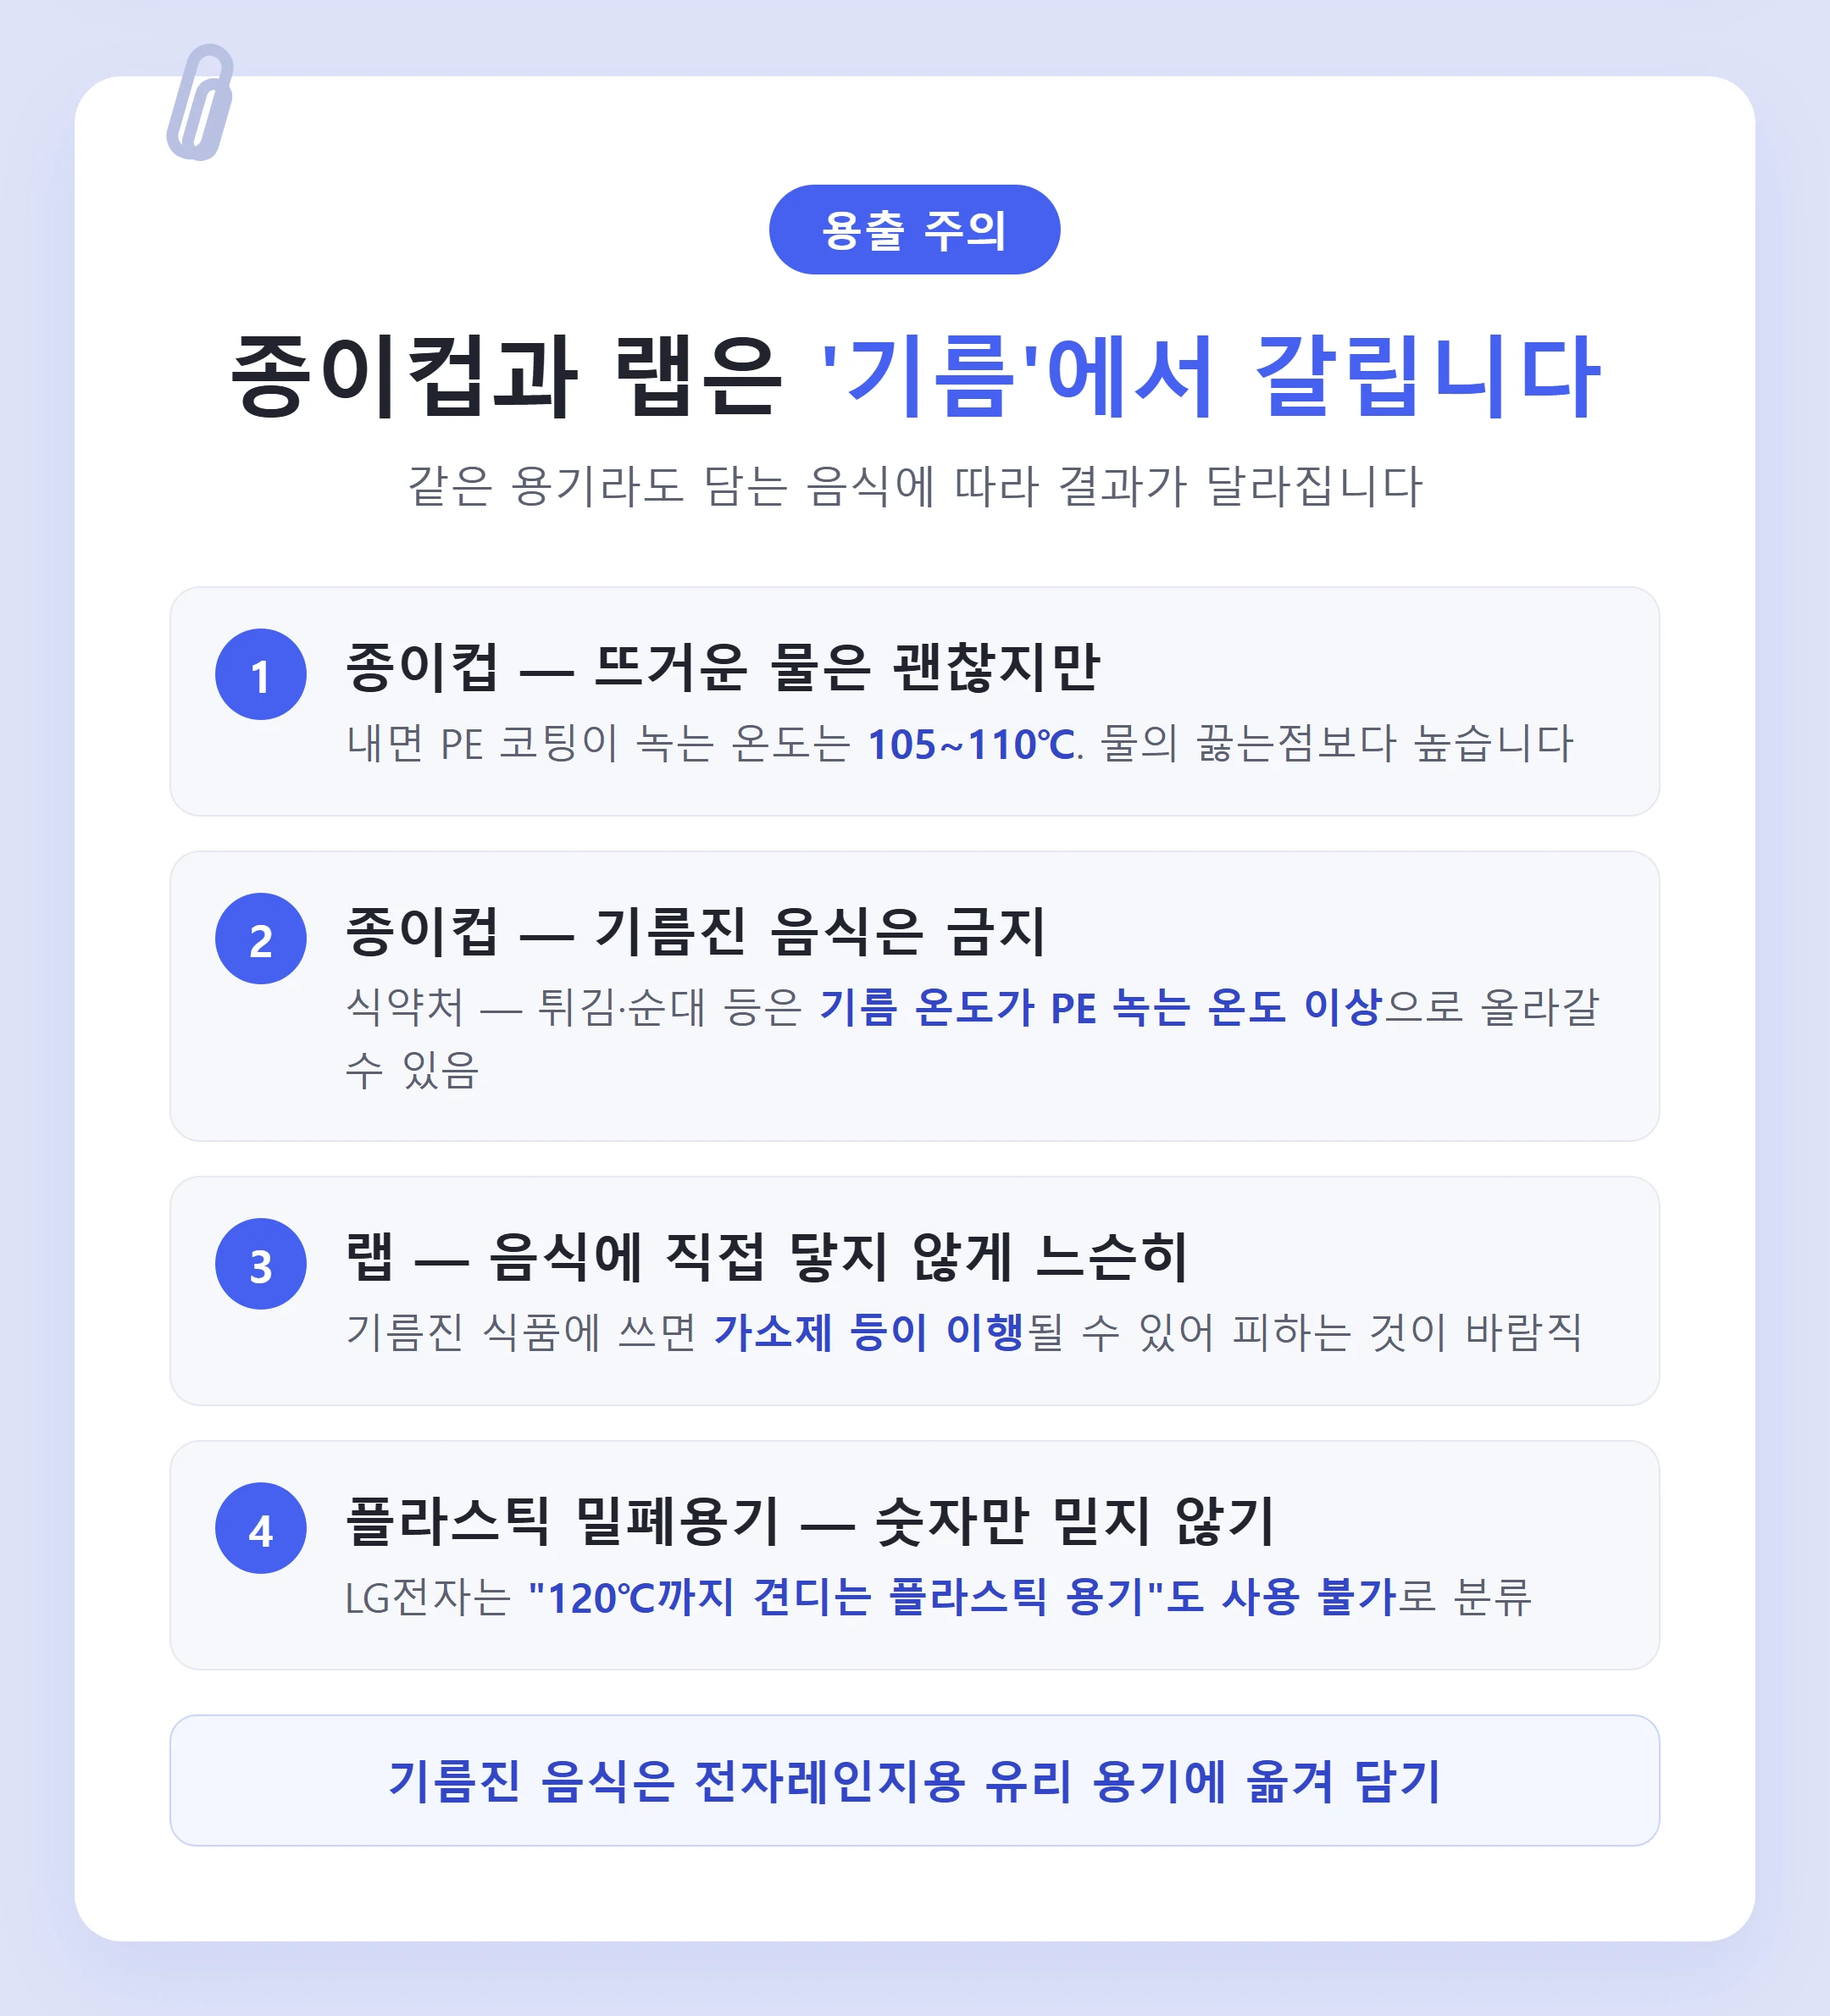 용출 주의
종이컵과 랩은 '기름'에서 갈립니다
같은 용기라도 담는 음식에 따라 결과가 달라집니다
1
종이컵 — 뜨거운 물은 괜찮지만
내면 PE 코팅이 녹는 온도는 105~110℃. 물의 끓는점보다 높습니다
2
종이컵 — 기름진 음식은 금지
식약처 — 튀김·순대 등은 기름 온도가 PE 녹는 온도 이상으로 올라갈
수 있음
3
랩 — 음식에 직접 닿지 않게 느슨히
기름진 식품에 쓰면 가소제 등이 이행될 수 있어 피하는 것이 바람직
4
플라스틱 밀폐용기 — 숫자만 믿지 않기
LG전자는 "120℃까지 견디는 플라스틱 용기"도 사용 불가로 분류
기름진 음식은 전자레인지용 유리 용기에 옮겨 담기